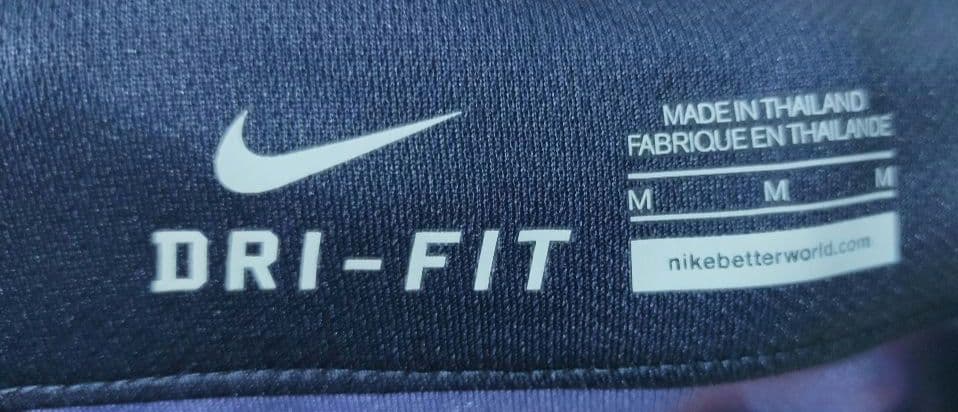 DRI-FIT
MADE IN THAILAND
FABRIQUE EN THAILANDE
M M M
nikebetterworld.com